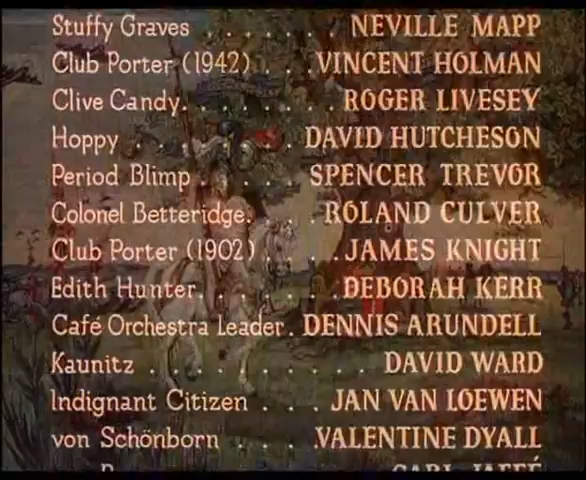 Stuffy Graves . . . . . . NEVILLE MAPP
Club Porter (1942) . . . VINCENT HOLMAN
Clive Candy. . . . . . . . ROGER LIVESEY
Hoppy . . . . . . . . DAVID HUTCHESON
Period Blimp . . . . . SPENCER TREVOR
Colonel Betteridge. . . . ROLAND CULVER
Club Porter (1902) . . . . JAMES KNIGHT
Edith Hunter. . . . . . . DEBORAH KERR
Café Orchestra Leader . DENNIS ARUNDELL
Kaunitz . . . . . . . . . . DAVID WARD
Indignant Citizen . . . JAN VAN LOEWEN
von Schönborn . . . . VALENTINE DYALL